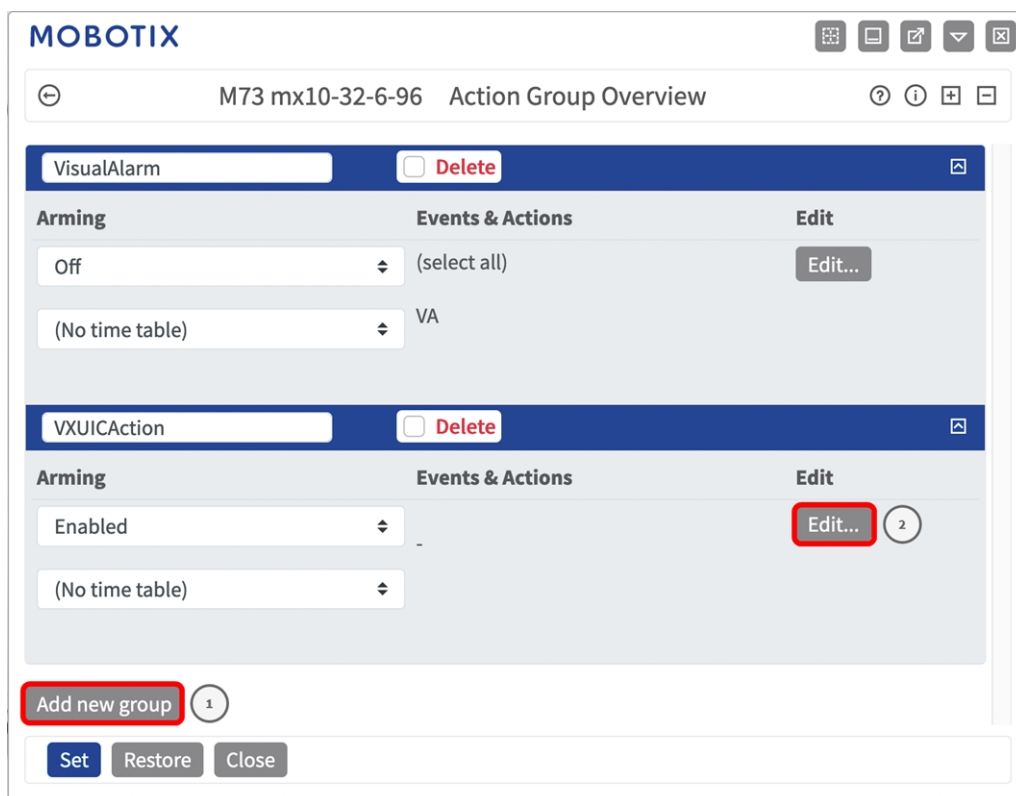 MOBOTIX
M73 mx10-32-6-96 Action Group Overview
VisualAlarm Delete
Arming Events & Actions Edit
Off (select all) Edit...
(No time table) VA
VXUICAction Delete
Arming Events & Actions Edit
Enabled - Edit... 2
(No time table)
Add new group 1
Set Restore Close